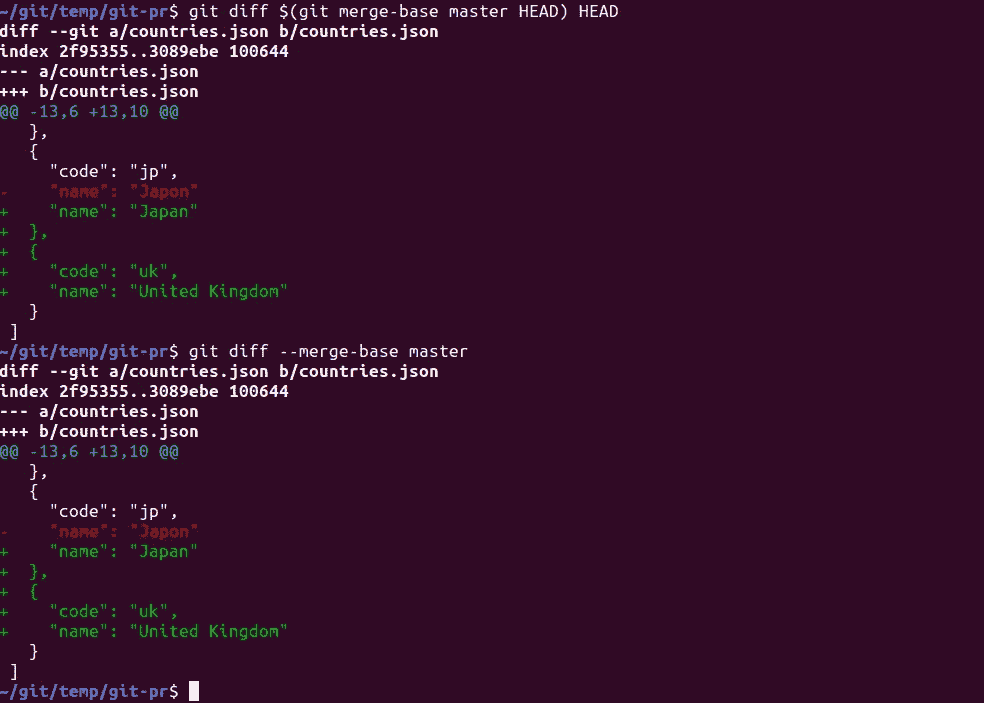 ~/git/temp/git-pr$ git diff $(git merge-base master HEAD) HEAD
diff --git a/countries.json b/countries.json
index 2f95355..3089ebe 100644
--- a/countries.json
+++ b/countries.json
@@ -13,6 +13,10 @@
   },
   {
     "code": "jp",
-    "name": "Japon"
+    "name": "Japan"
+  },
+  {
+    "code": "uk",
+    "name": "United Kingdom"
   }
 ]
~/git/temp/git-pr$ git diff --merge-base master
diff --git a/countries.json b/countries.json
index 2f95355..3089ebe 100644
--- a/countries.json
+++ b/countries.json
@@ -13,6 +13,10 @@
   },
   {
     "code": "jp",
-    "name": "Japon"
+    "name": "Japan"
+  },
+  {
+    "code": "uk",
+    "name": "United Kingdom"
   }
 ]
~/git/temp/git-pr$